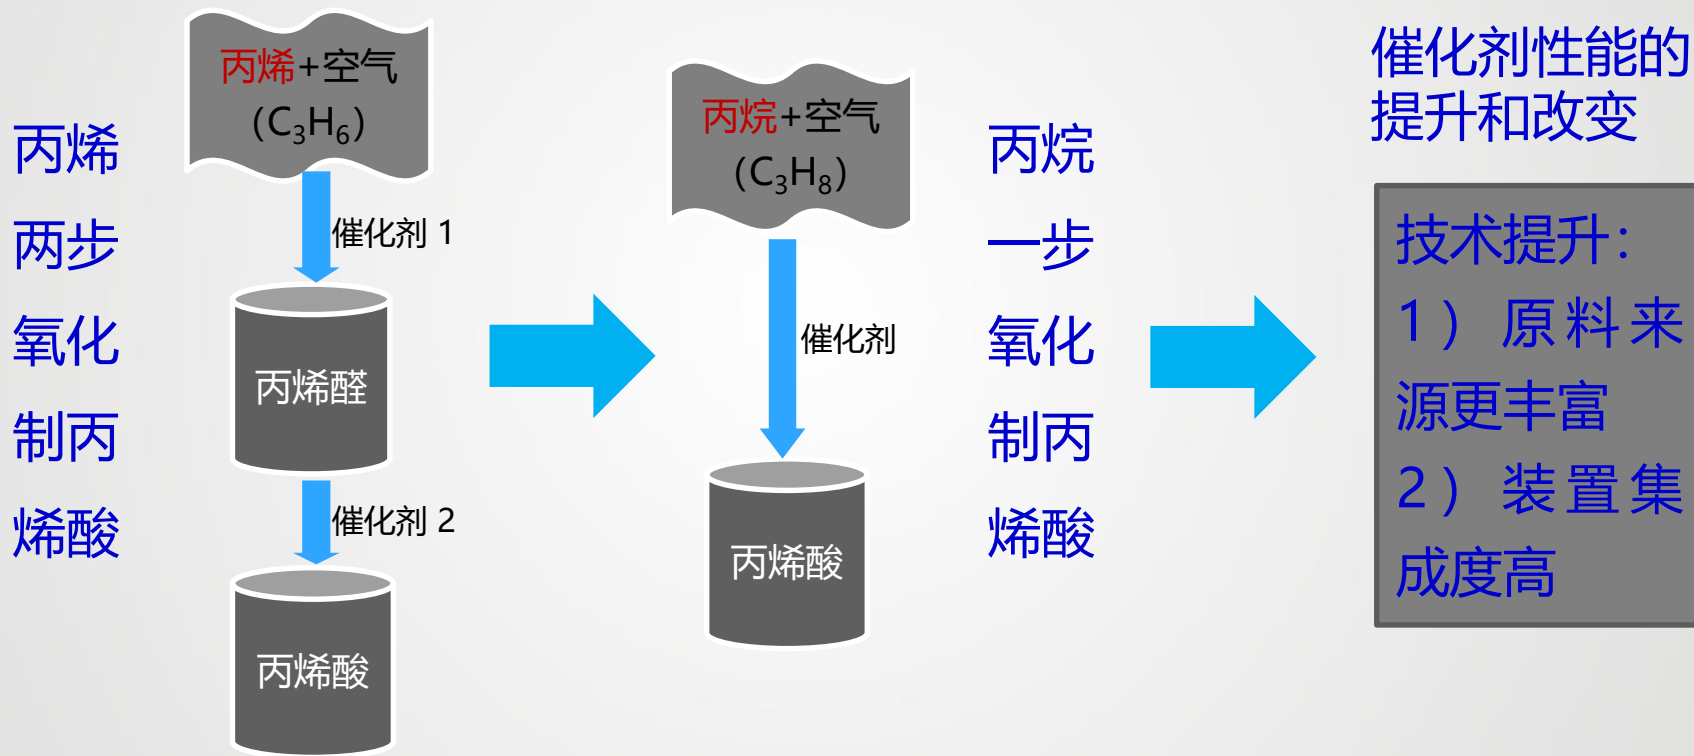 丙烯
两步
氧化
制丙
烯酸
丙烯+空气
(C₃H₆)
催化剂 1
丙烯醛
催化剂 2
丙烯酸
丙烷+空气
(C₃H₈)
催化剂
丙烯酸
丙烷
一步
氧化
制丙
烯酸
催化剂性能的
提升和改变
技术提升：
1）原料来
源更丰富
2）装置集
成度高